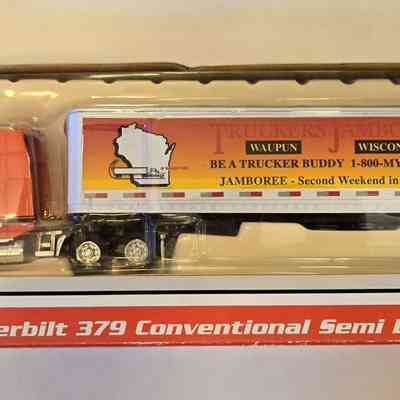 TRUCKERS JAMBO
WAUPUN WISCON
BE A TRUCKER BUDDY 1-800-MY
JAMBOREE - Second Weekend in
erbilt 379 Conventional Semi